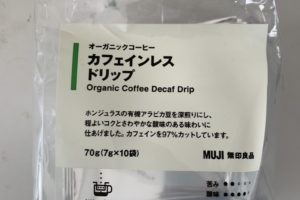 オーガニックコーヒー
カフェインレス
ドリップ
Organic Coffee Decaf Drip
ホンジュラスの有機アラビカ豆を深煎りにし、
程よいコクとさわやかな酸味のある味わいに
仕あげました。カフェインを97%カットしています。
70g(7g×10袋)
MUJI 無印良品
苦み
酸味